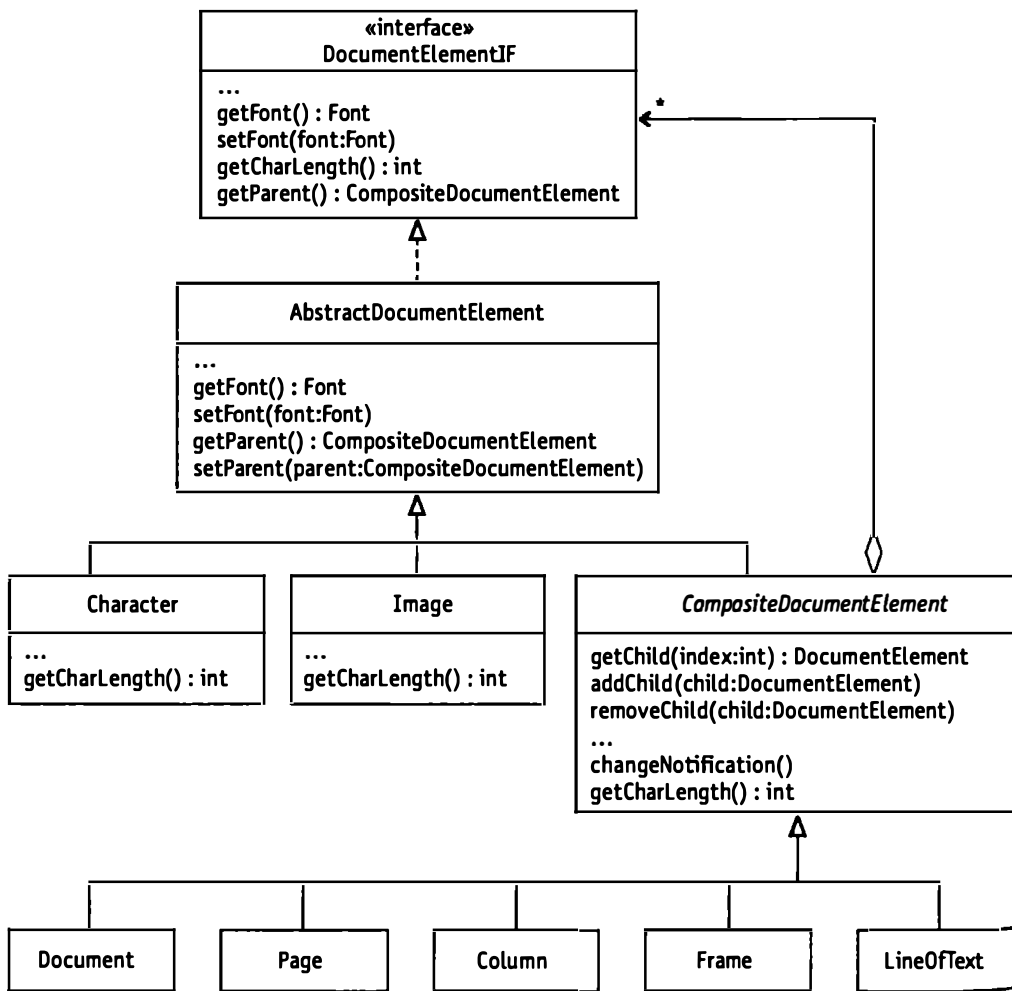 «interface»
DocumentElementIF
...
getFont() : Font
setFont(font:Font)
getCharLength() : int
getParent() : CompositeDocumentElement
*
AbstractDocumentElement
...
getFont() : Font
setFont(font:Font)
getParent() : CompositeDocumentElement
setParent(parent:CompositeDocumentElement)
Character
...
getCharLength() : int
Image
...
getCharLength() : int
CompositeDocumentElement
getChild(index:int) : DocumentElement
addChild(child:DocumentElement)
removeChild(child:DocumentElement)
...
changeNotification()
getCharLength() : int
Document
Page
Column
Frame
LineOfText